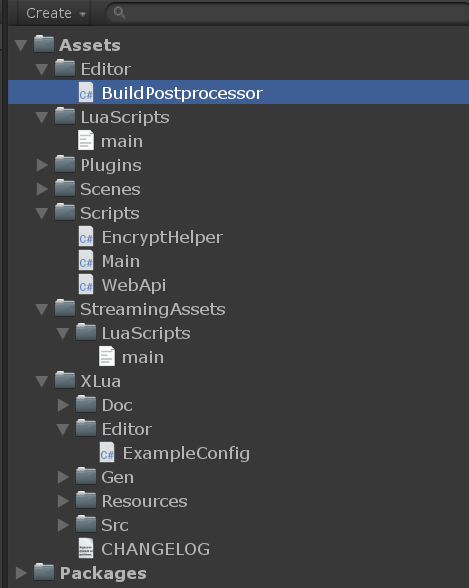 Create
Assets
Editor
C# BuildPostprocessor
LuaScripts
main
Plugins
Scenes
Scripts
C# EncryptHelper
C# Main
C# WebApi
StreamingAssets
LuaScripts
main
XLua
Doc
Editor
C# ExampleConfig
Gen
Resources
Src
CHANGELOG
Packages